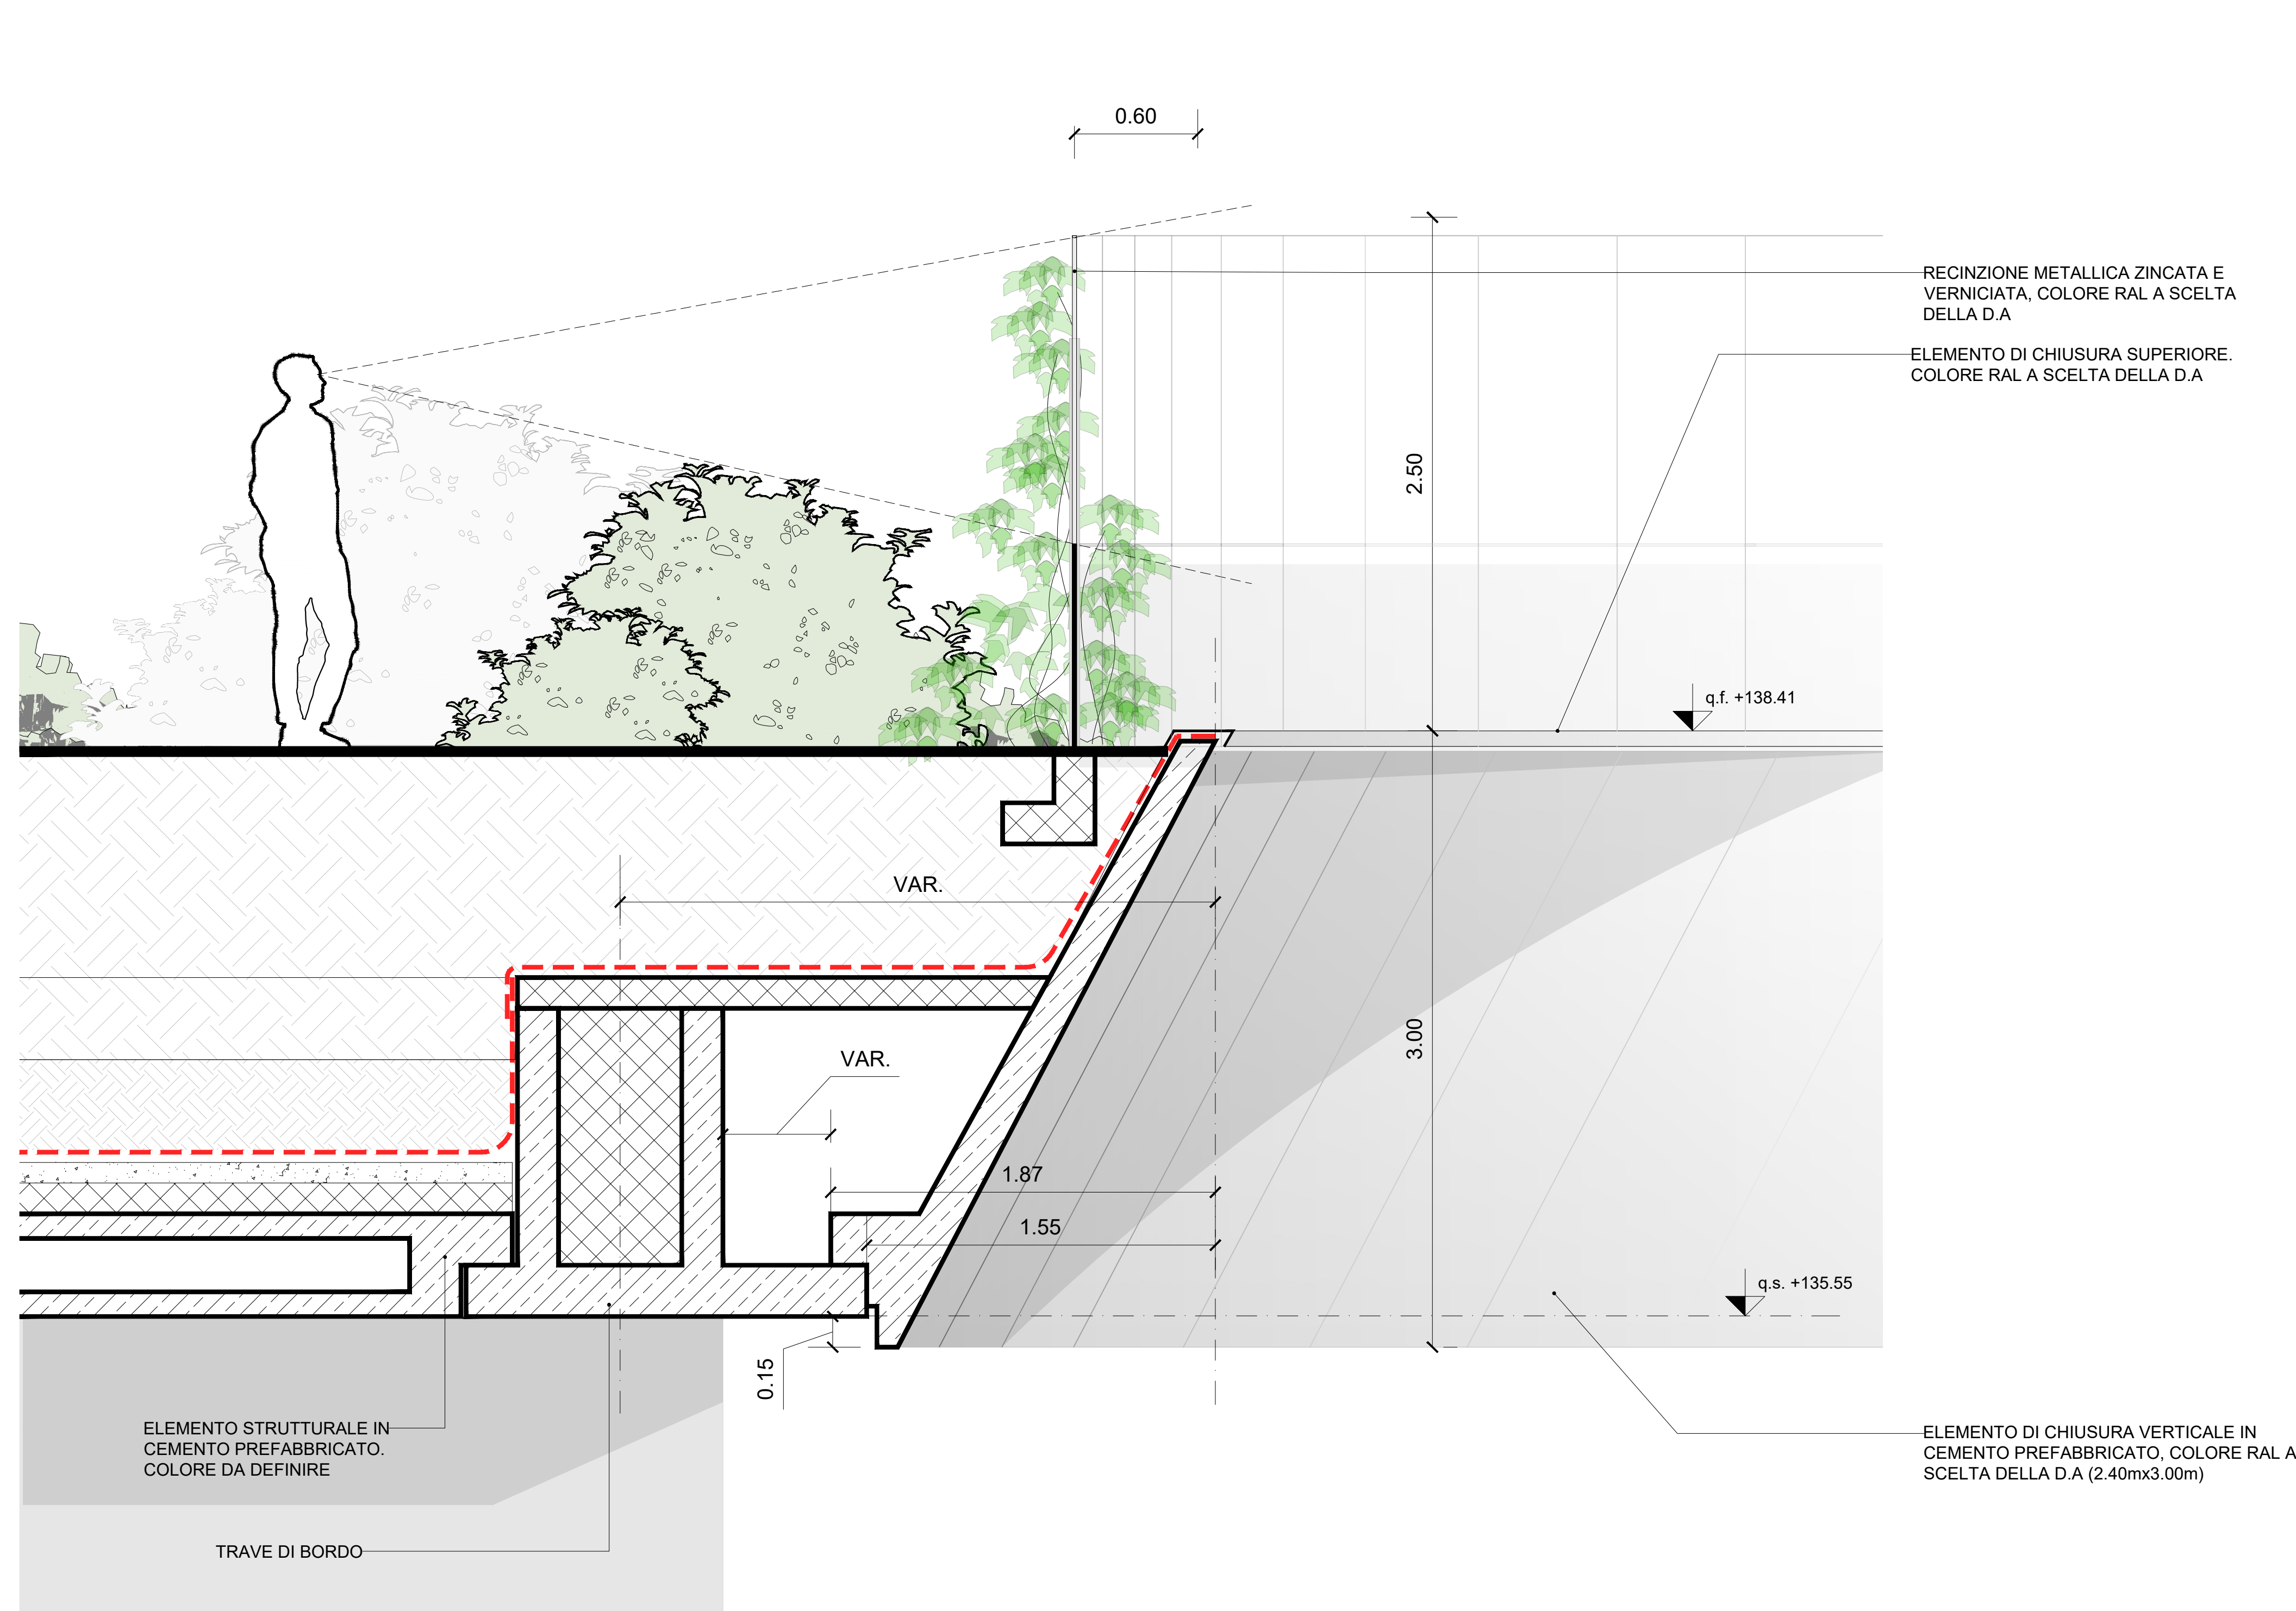 0.60
RECINZIONE METALLICA ZINCATA E
VERNICIATA, COLORE RAL A SCELTA
DELLA D.A
ELEMENTO DI CHIUSURA SUPERIORE.
COLORE RAL A SCELTA DELLA D.A
2.50
q.f. +138.41
VAR.
3.00
VAR.
1.87
1.55
q.s. +135.55
0.15
ELEMENTO STRUTTURALE IN
CEMENTO PREFABBRICATO.
COLORE DA DEFINIRE
ELEMENTO DI CHIUSURA VERTICALE IN
CEMENTO PREFABBRICATO, COLORE RAL A
SCELTA DELLA D.A (2.40mx3.00m)
TRAVE DI BORDO